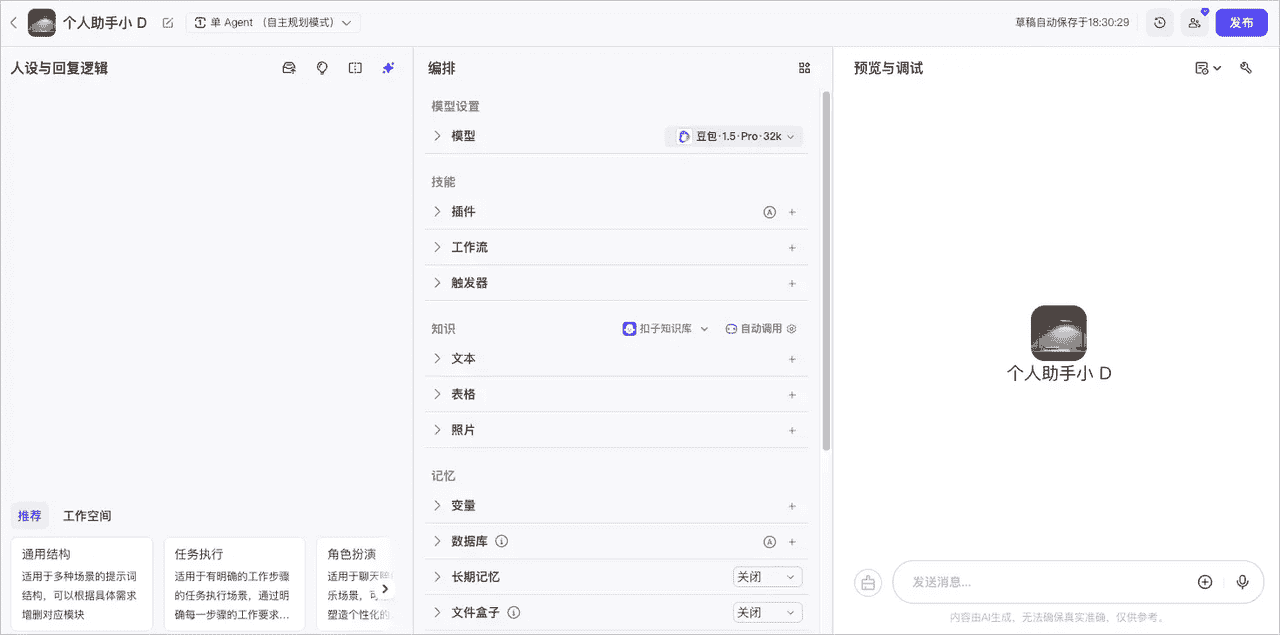 个人助手小 D
单 Agent （自主规划模式）
草稿自动保存于18:30:29
发布
人设与回复逻辑
推荐
工作空间
通用结构
适用于多种场景的提示词
结构，可以根据具体需求
增删对应模块
任务执行
适用于有明确的工作步骤
的任务执行场景，通过明
确每一步骤的工作要求...
角色扮演
适用于聊天
乐场景，可
塑造个性化的
编排
模型设置
模型
豆包·1.5·Pro·32k
技能
插件
工作流
触发器
知识
扣子知识库
自动调用
文本
表格
照片
记忆
变量
数据库
长期记忆
关闭
文件盒子
关闭
预览与调试
个人助手小 D
发送消息...
内容由AI生成，无法确保真实准确，仅供参考。